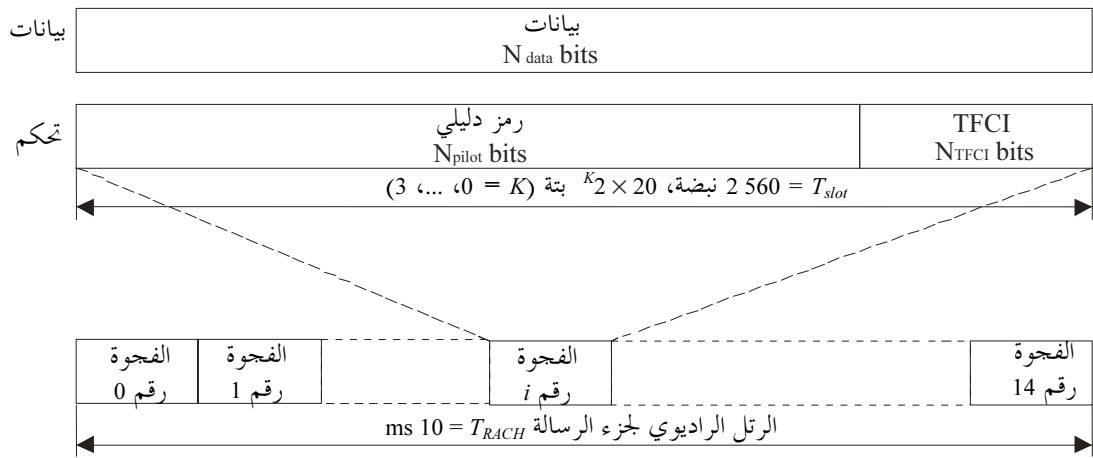 بيانات
بيانات
N data bits
تحكم
رمز دليلي
Npilot bits
TFCI
NTFCI bits
2 560 = Tslot نبضة، 20 × 2K بتة (K = 0، ...، 3)
الفجوة
رقم 0
الفجوة
رقم 1
الفجوة
رقم i
الفجوة
رقم 14
الرتل الراديوي لجزء الرسالة TRACH = 10 ms